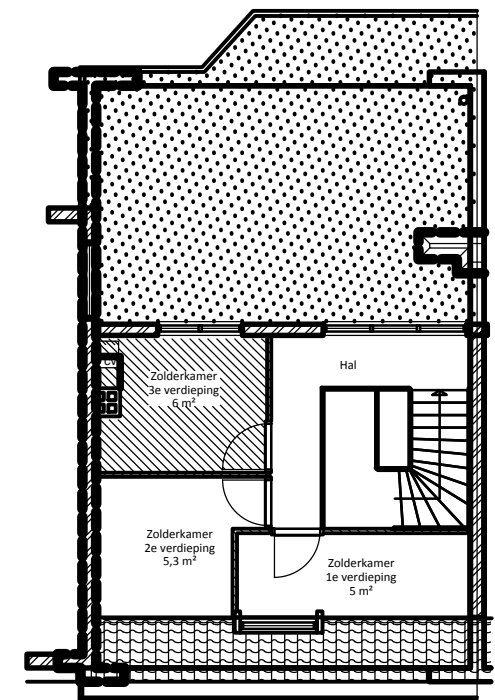 Hal
CV
Zolderkamer
3e verdieping
6 m²
Zolderkamer
2e verdieping
5,3 m²
Zolderkamer
1e verdieping
5 m²